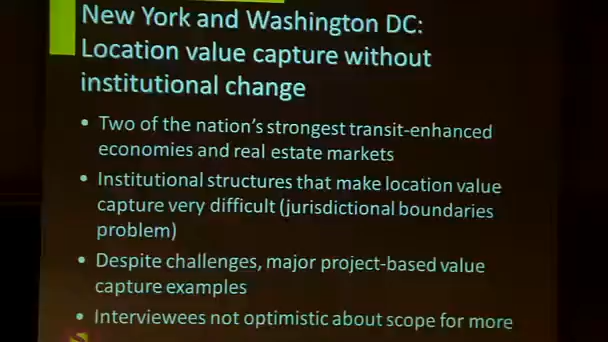 New York and Washington DC:
Location value capture without
institutional change
• Two of the nation's strongest transit-enhanced
economies and real estate markets
• Institutional structures that make location value
capture very difficult (jurisdictional boundaries
problem)
• Despite challenges, major project-based value
capture examples
• Interviewees not optimistic about scope for more